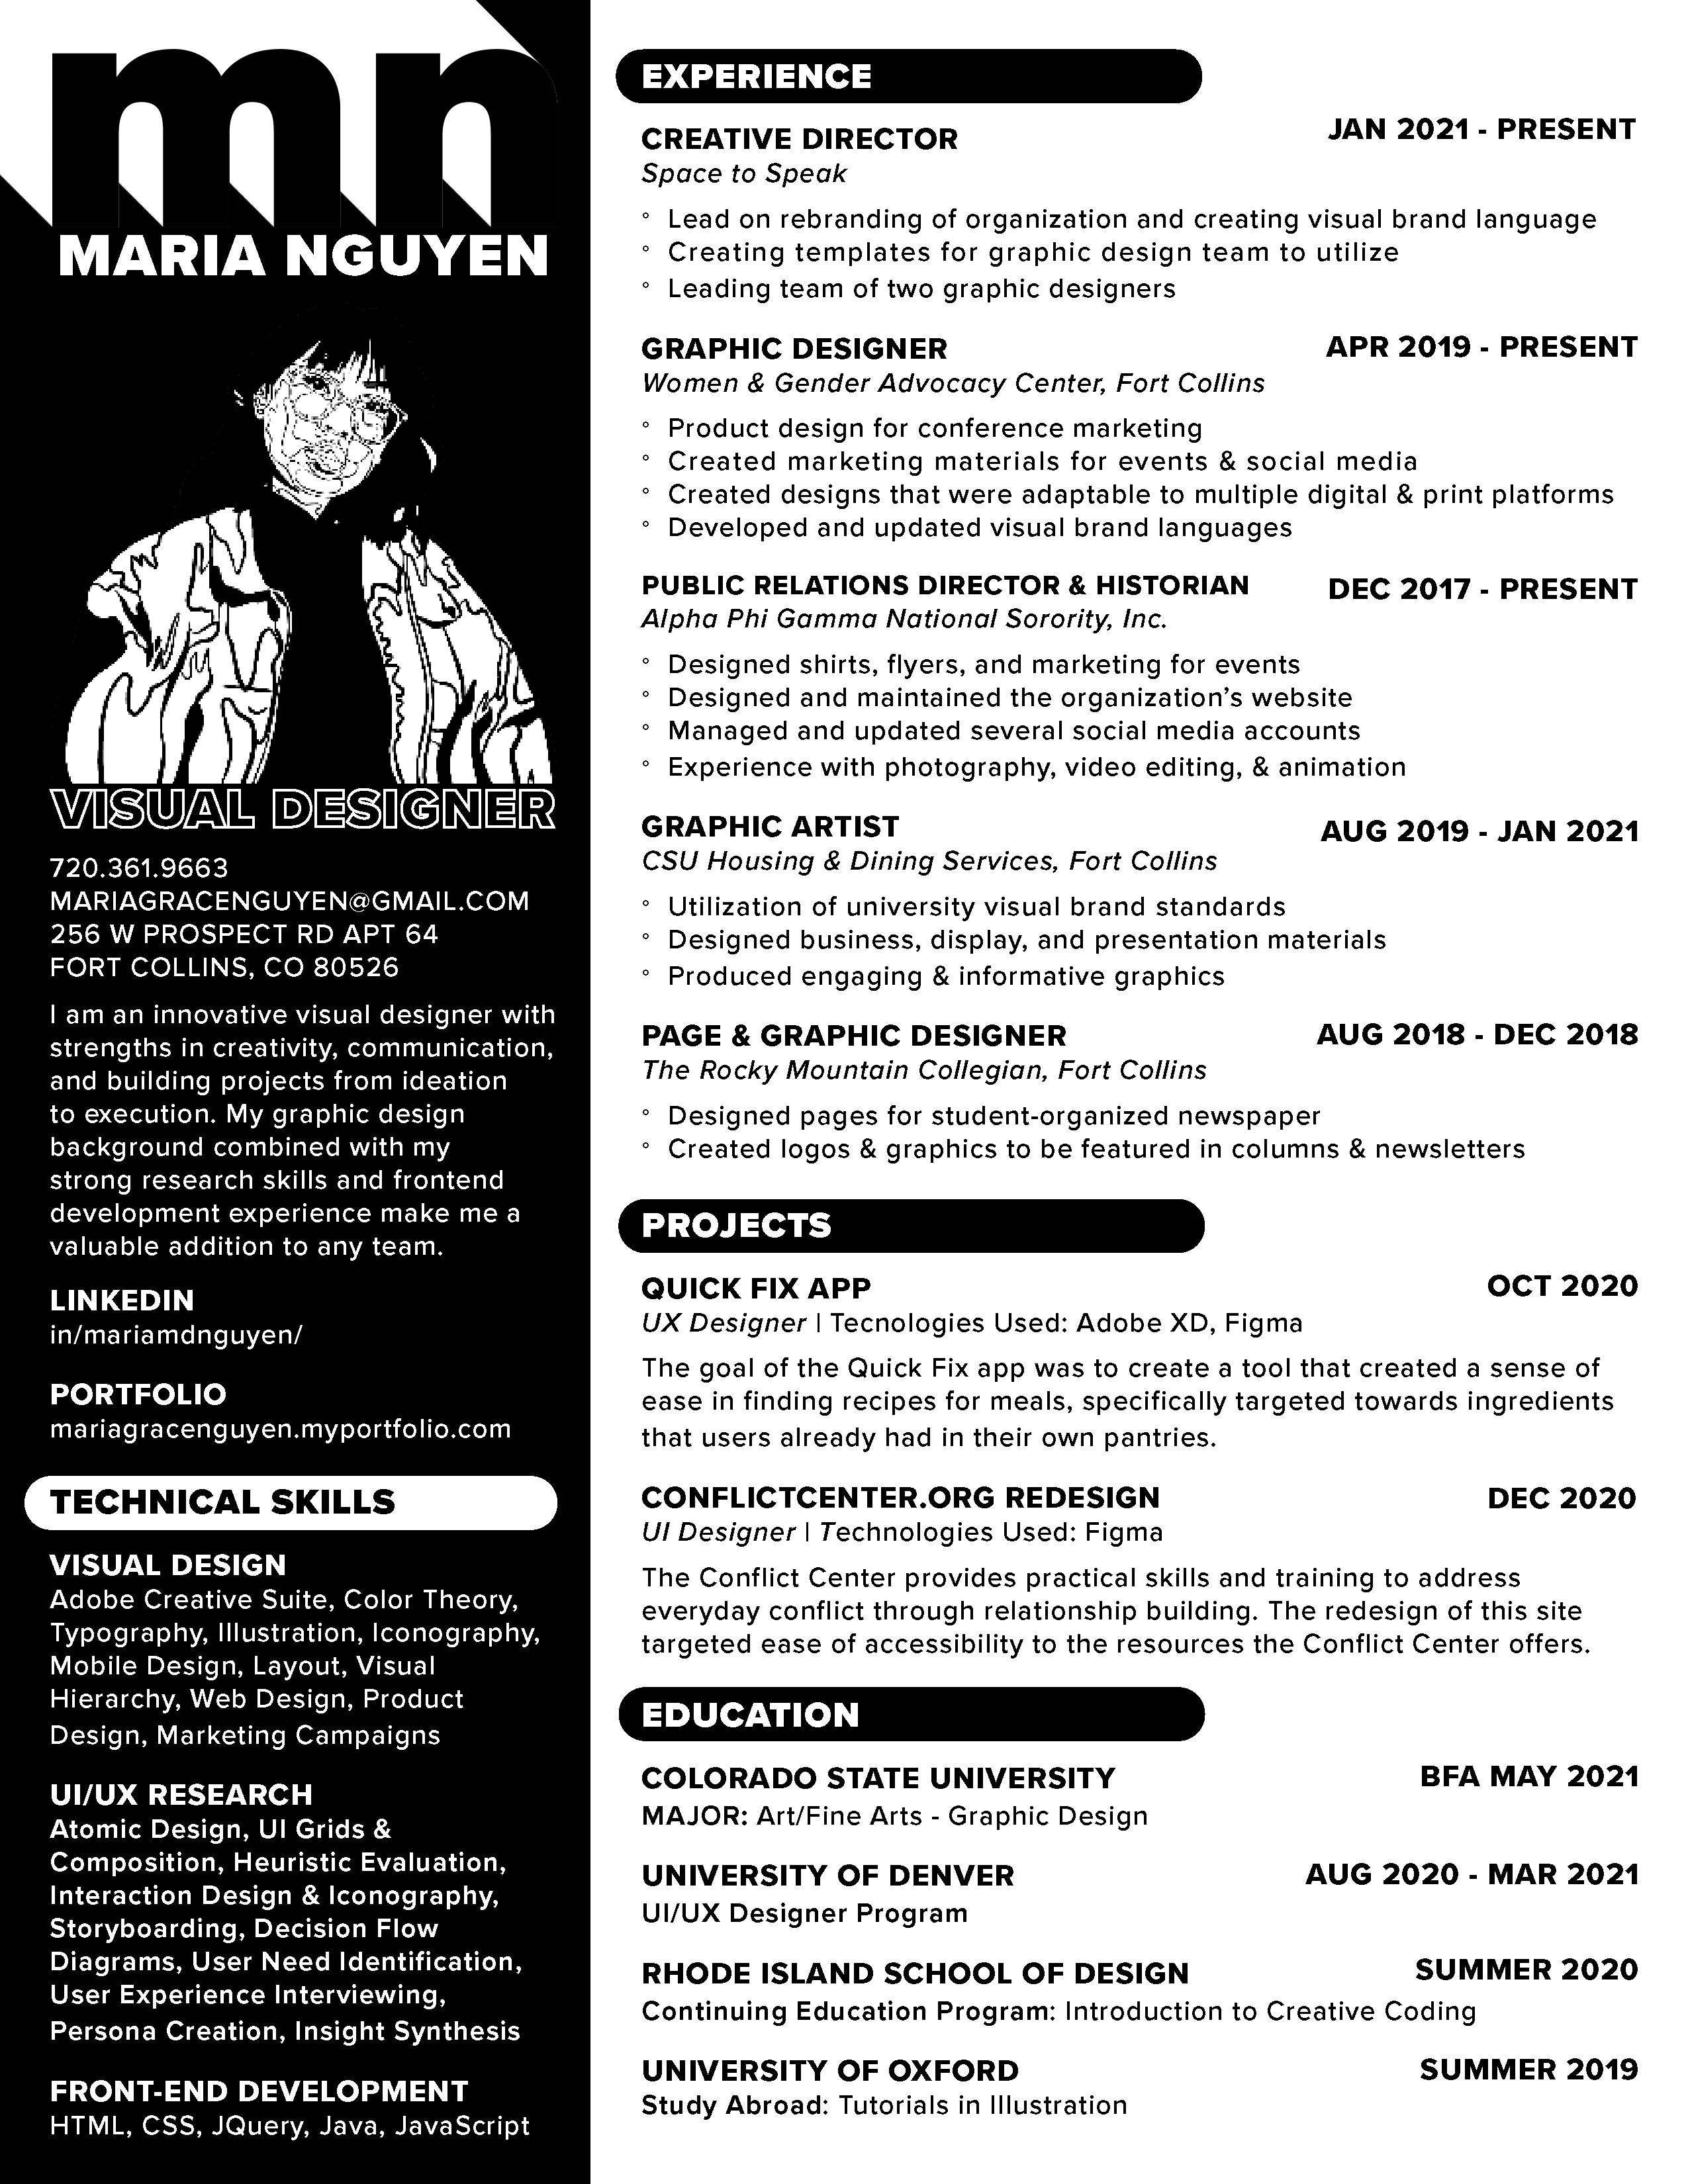 mn
MARIA NGUYEN
VISUAL DESIGNER
720.361.9663
MARIAGRACENGUYEN@GMAIL.COM
256 W PROSPECT RD APT 64
FORT COLLINS, CO 80526
I am an innovative visual designer with
strengths in creativity, communication,
and building projects from ideation
to execution. My graphic design
background combined with my
strong research skills and frontend
development experience make me a
valuable addition to any team.
LINKEDIN
in/mariamdnguyen/
PORTFOLIO
mariagracenguyen.myportfolio.com
TECHNICAL SKILLS
VISUAL DESIGN
Adobe Creative Suite, Color Theory,
Typography, Illustration, Iconography,
Mobile Design, Layout, Visual
Hierarchy, Web Design, Product
Design, Marketing Campaigns
UI/UX RESEARCH
Atomic Design, UI Grids &
Composition, Heuristic Evaluation,
Interaction Design & Iconography,
Storyboarding, Decision Flow
Diagrams, User Need Identification,
User Experience Interviewing,
Persona Creation, Insight Synthesis
FRONT-END DEVELOPMENT
HTML, CSS, JQuery, Java, JavaScript
EXPERIENCE
CREATIVE DIRECTOR JAN 2021 - PRESENT
Space to Speak
° Lead on rebranding of organization and creating visual brand language
° Creating templates for graphic design team to utilize
° Leading team of two graphic designers
GRAPHIC DESIGNER APR 2019 - PRESENT
Women & Gender Advocacy Center, Fort Collins
° Product design for conference marketing
° Created marketing materials for events & social media
° Created designs that were adaptable to multiple digital & print platforms
° Developed and updated visual brand languages
PUBLIC RELATIONS DIRECTOR & HISTORIAN DEC 2017 - PRESENT
Alpha Phi Gamma National Sorority, Inc.
° Designed shirts, flyers, and marketing for events
° Designed and maintained the organization’s website
° Managed and updated several social media accounts
° Experience with photography, video editing, & animation
GRAPHIC ARTIST AUG 2019 - JAN 2021
CSU Housing & Dining Services, Fort Collins
° Utilization of university visual brand standards
° Designed business, display, and presentation materials
° Produced engaging & informative graphics
PAGE & GRAPHIC DESIGNER AUG 2018 - DEC 2018
The Rocky Mountain Collegian, Fort Collins
° Designed pages for student-organized newspaper
° Created logos & graphics to be featured in columns & newsletters
PROJECTS
QUICK FIX APP OCT 2020
UX Designer | Tecnologies Used: Adobe XD, Figma
The goal of the Quick Fix app was to create a tool that created a sense of
ease in finding recipes for meals, specifically targeted towards ingredients
that users already had in their own pantries.
CONFLICTCENTER.ORG REDESIGN DEC 2020
UI Designer | Technologies Used: Figma
The Conflict Center provides practical skills and training to address
everyday conflict through relationship building. The redesign of this site
targeted ease of accessibility to the resources the Conflict Center offers.
EDUCATION
COLORADO STATE UNIVERSITY BFA MAY 2021
MAJOR: Art/Fine Arts - Graphic Design
UNIVERSITY OF DENVER AUG 2020 - MAR 2021
UI/UX Designer Program
RHODE ISLAND SCHOOL OF DESIGN SUMMER 2020
Continuing Education Program: Introduction to Creative Coding
UNIVERSITY OF OXFORD SUMMER 2019
Study Abroad: Tutorials in Illustration